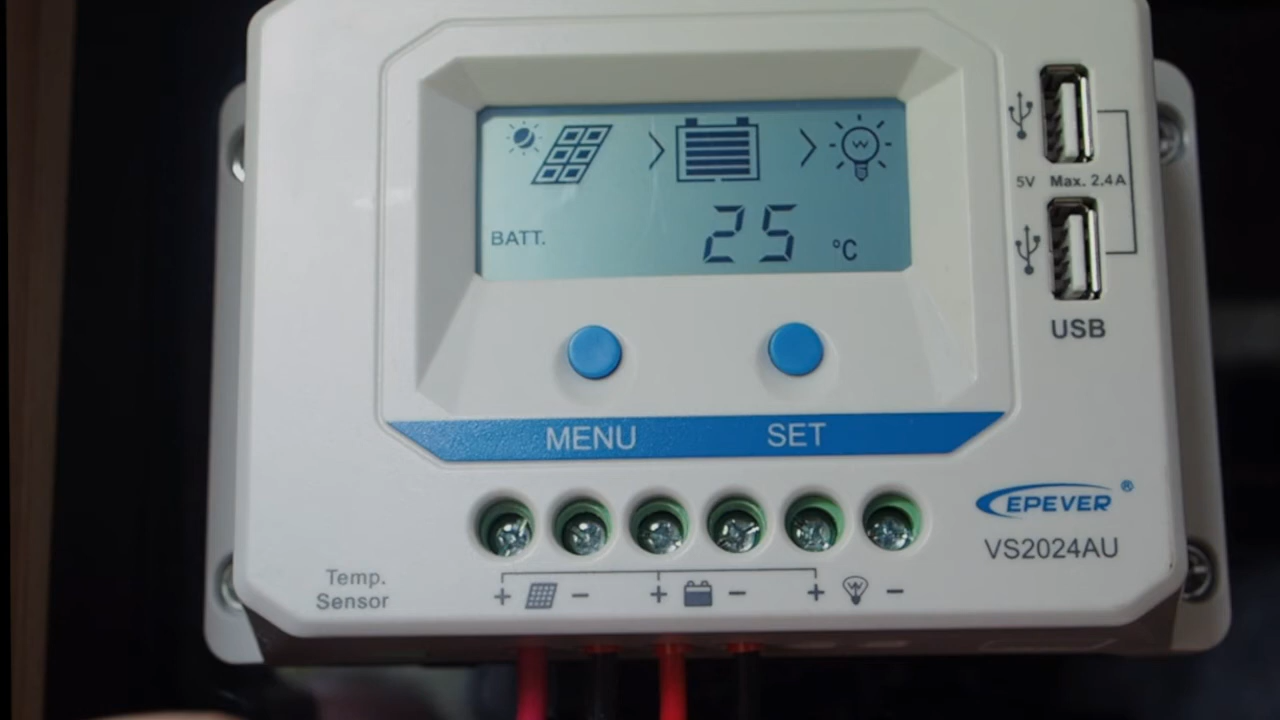 5V Max. 2.4A
BATT. 25 °C
USB
MENU SET
EPEVER®
VS2024AU
Temp.
Sensor
+ - + - + -